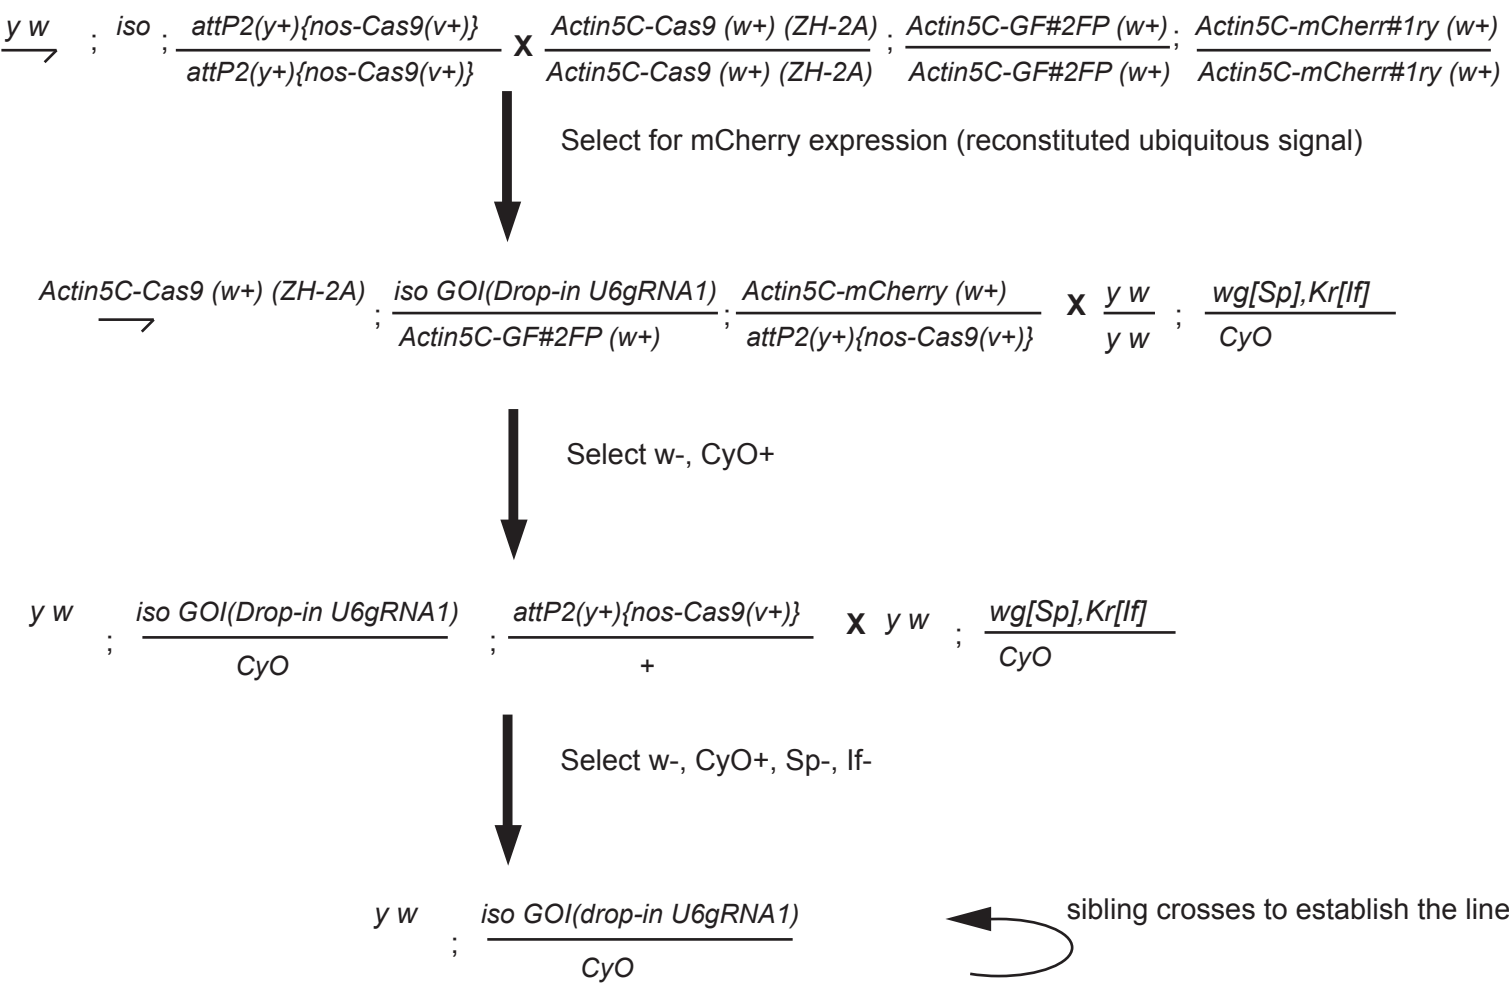 y w ; iso ; attP2(y+){nos-Cas9(v+)} X Actin5C-Cas9 (w+) (ZH-2A) ; Actin5C-GF#2FP (w+) ; Actin5C-mCherr#1ry (w+)
attP2(y+){nos-Cas9(v+)} Actin5C-Cas9 (w+) (ZH-2A) Actin5C-GF#2FP (w+) Actin5C-mCherr#1ry (w+)
Select for mCherry expression (reconstituted ubiquitous signal)
Actin5C-Cas9 (w+) (ZH-2A) ; iso GOI(Drop-in U6gRNA1) ; Actin5C-mCherry (w+) X y w ; wg[Sp],Kr[If]
Actin5C-GF#2FP (w+) attP2(y+){nos-Cas9(v+)} y w CyO
Select w-, CyO+
y w ; iso GOI(Drop-in U6gRNA1) ; attP2(y+){nos-Cas9(v+)} X y w ; wg[Sp],Kr[If]
CyO + CyO
Select w-, CyO+, Sp-, If-
y w ; iso GOI(drop-in U6gRNA1) sibling crosses to establish the line
CyO